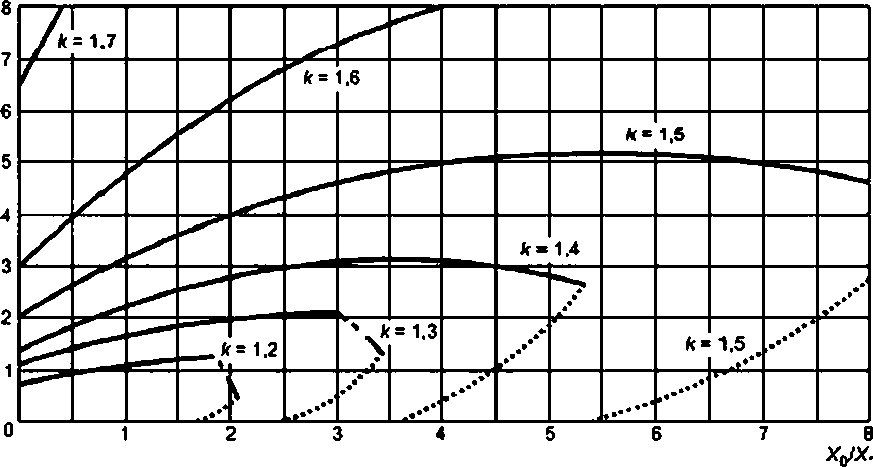 8
k = 1,7
7
k = 1,6
6
k = 1,5
5
4
k = 1,4
3
2
k = 1,3
k = 1,2
k = 1,5
1
0 1 2 3 4 5 6 7 8
X₀/X.